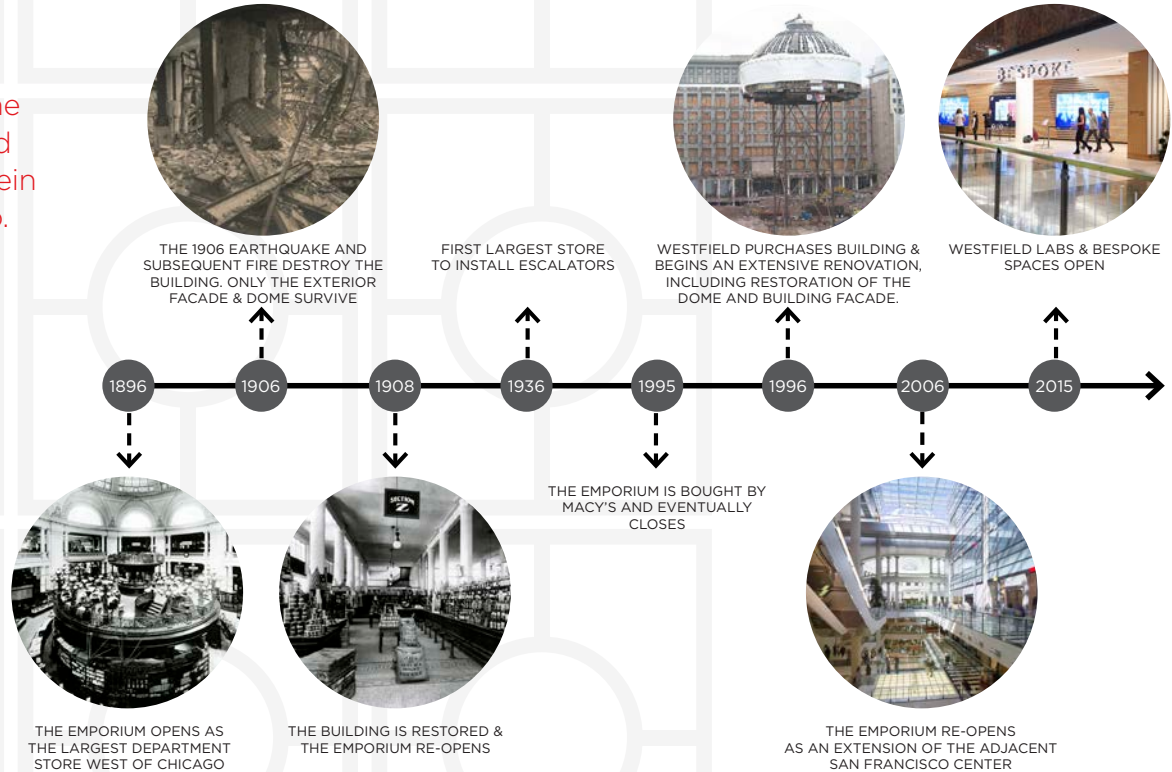 THE 1906 EARTHQUAKE AND
SUBSEQUENT FIRE DESTROY THE
BUILDING. ONLY THE EXTERIOR
FACADE & DOME SURVIVE
FIRST LARGEST STORE
TO INSTALL ESCALATORS
WESTFIELD PURCHASES BUILDING &
BEGINS AN EXTENSIVE RENOVATION,
INCLUDING RESTORATION OF THE
DOME AND BUILDING FACADE.
BESPOKE
WESTFIELD LABS & BESPOKE
SPACES OPEN
1896
1906
1908
1936
1995
1996
2006
2015
THE EMPORIUM OPENS AS
THE LARGEST DEPARTMENT
STORE WEST OF CHICAGO
SECTION
Z
THE BUILDING IS RESTORED &
THE EMPORIUM RE-OPENS
THE EMPORIUM IS BOUGHT BY
MACY'S AND EVENTUALLY
CLOSES
THE EMPORIUM RE-OPENS
AS AN EXTENSION OF THE ADJACENT
SAN FRANCISCO CENTER